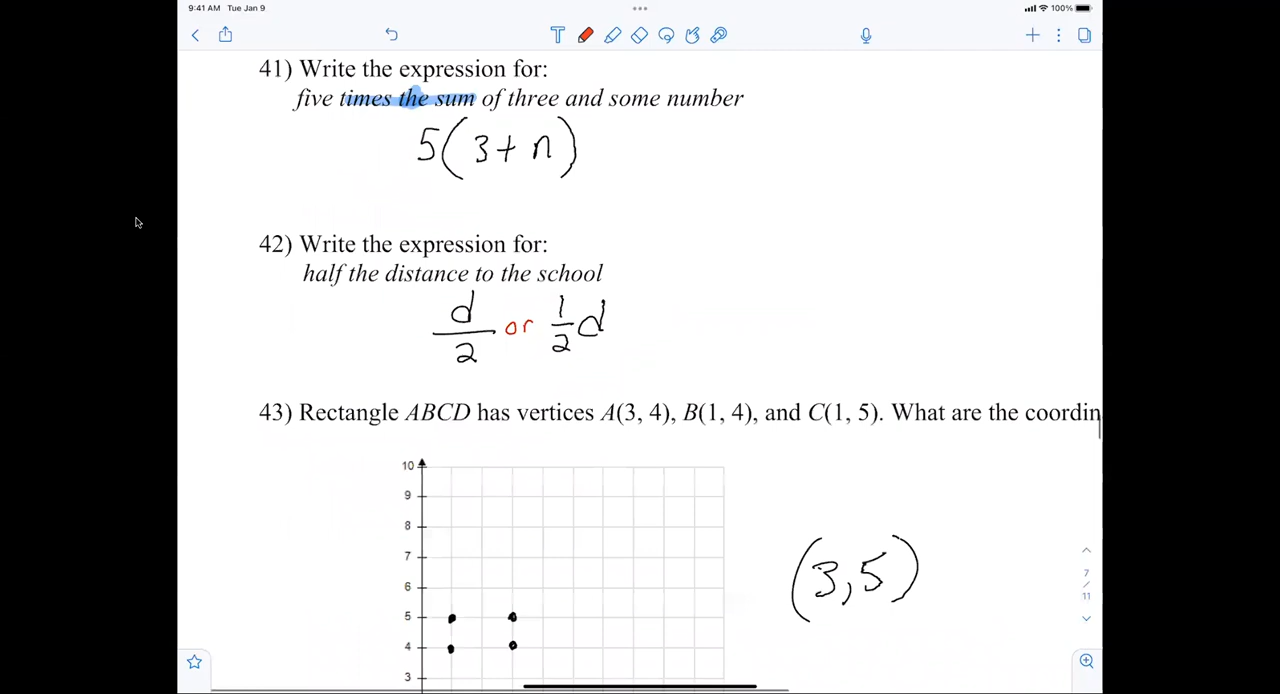 9:41 AM Tue Jan 9
100%
41) Write the expression for:
five times the sum of three and some number
5(3+n)
42) Write the expression for:
half the distance to the school
d/2 or 1/2 d
43) Rectangle ABCD has vertices A(3, 4), B(1, 4), and C(1, 5). What are the coordin
10
9
8
7
6
5
4
3
(3,5)
7
/
11